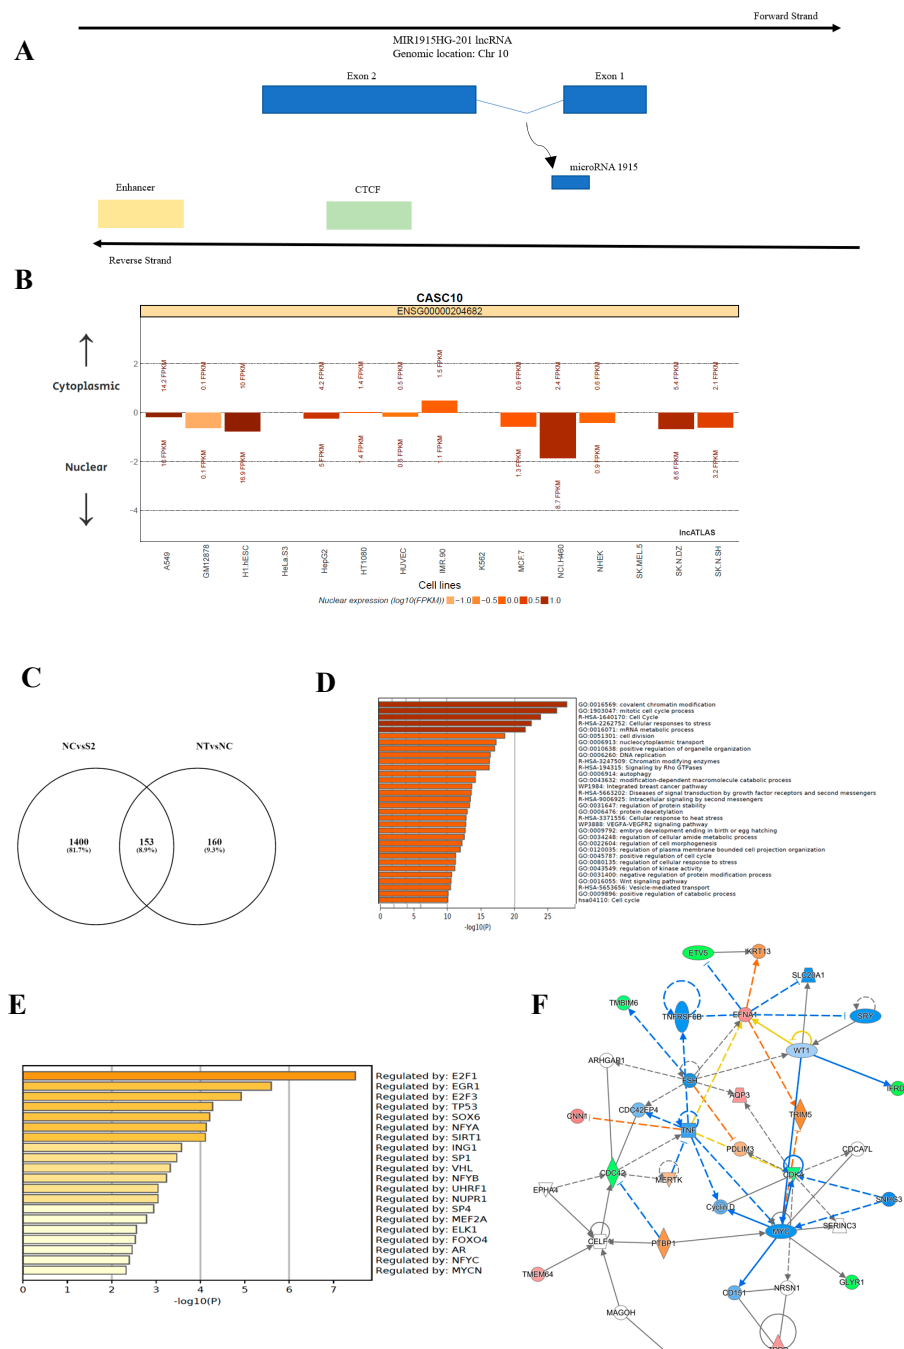 Forward Strand
A
MIR1915HG-201 lncRNA
Genomic location: Chr 10
Exon 2
Exon 1
microRNA 1915
Enhancer
CTCF
Reverse Strand
B
CASC10
ENSG00000204682
Cytoplasmic
Nuclear
2
0
−2
−4
14.2 FPKM
0.1 FPKM
10 FPKM
4.2 FPKM
1.4 FPKM
0.5 FPKM
1.5 FPKM
0.9 FPKM
2.4 FPKM
0.6 FPKM
5.4 FPKM
2.1 FPKM
16 FPKM
0.1 FPKM
16.9 FPKM
5 FPKM
1.4 FPKM
0.6 FPKM
1.1 FPKM
1.3 FPKM
8.7 FPKM
0.9 FPKM
8.6 FPKM
3.2 FPKM
lncATLAS
A549
GM12878
H1.hESC
HeLa.S3
HepG2
HT1080
HUVEC
IMR.90
K562
MCF.7
NCI.H460
NHEK
SK.MEL.5
SK.N.DZ
SK.N.SH
Cell lines
Nuclear expression (log10(FPKM)) −1.0 −0.5 0.0 0.5 1.0
C
NCvsS2
NTvsNC
1400
(81.7%)
153
(8.9%)
160
(9.3%)
D
GO:0016569: covalent chromatin modification
GO:1903047: mitotic cell cycle process
R-HSA-1640170: Cell Cycle
R-HSA-2262752: Cellular responses to stress
GO:0016071: mRNA metabolic process
GO:0051301: cell division
GO:0006913: nucleocytoplasmic transport
GO:0010638: positive regulation of organelle organization
GO:0006260: DNA replication
R-HSA-3247509: Chromatin modifying enzymes
R-HSA-194315: Signaling by Rho GTPases
GO:0006914: autophagy
GO:0043632: modification-dependent macromolecule catabolic process
WP1984: Integrated breast cancer pathway
R-HSA-5663202: Diseases of signal transduction by growth factor receptors and second messengers
R-HSA-9006925: Intracellular signaling by second messengers
GO:0031647: regulation of protein stability
GO:0006476: protein deacetylation
R-HSA-3371556: Cellular response to heat stress
WP3888: VEGFA-VEGFR2 signaling pathway
GO:0009792: embryo development ending in birth or egg hatching
GO:0034248: regulation of cellular amide metabolic process
GO:0022604: regulation of cell morphogenesis
GO:0120035: regulation of plasma membrane bounded cell projection organization
GO:0045787: positive regulation of cell cycle
GO:0080135: regulation of cellular response to stress
GO:0043549: regulation of kinase activity
GO:0031400: negative regulation of protein modification process
GO:0016055: Wnt signaling pathway
R-HSA-5653656: Vesicle-mediated transport
GO:0009896: positive regulation of catabolic process
hsa04110: Cell cycle
0 5 10 15 20 25
-log10(P)
E
Regulated by: E2F1
Regulated by: EGR1
Regulated by: E2F3
Regulated by: TP53
Regulated by: SOX6
Regulated by: NFYA
Regulated by: SIRT1
Regulated by: ING1
Regulated by: SP1
Regulated by: VHL
Regulated by: NFYB
Regulated by: UHRF1
Regulated by: NUPR1
Regulated by: SP4
Regulated by: MEF2A
Regulated by: ELK1
Regulated by: FOXO4
Regulated by: AR
Regulated by: NFYC
Regulated by: MYCN
0 1 2 3 4 5 6 7
-log10(P)
F
ETV5
KRT13
SLC20A1
TMBIM6
TNFRSF6B
EFNA1
SRY
WT1
ARHGAP1
FSH
IFRD1
AQP3
CNN1
CDC42EP4
TRIM5
TNF
PDLIM3
CDCA7L
CDC42
MERTK
CDK4
EPHA4
Cyclin D
SNRG3
MYC
SERINC3
CELF1
PTBP1
TMEM64
GLYR1
CD151
NRSN1
MAGOH